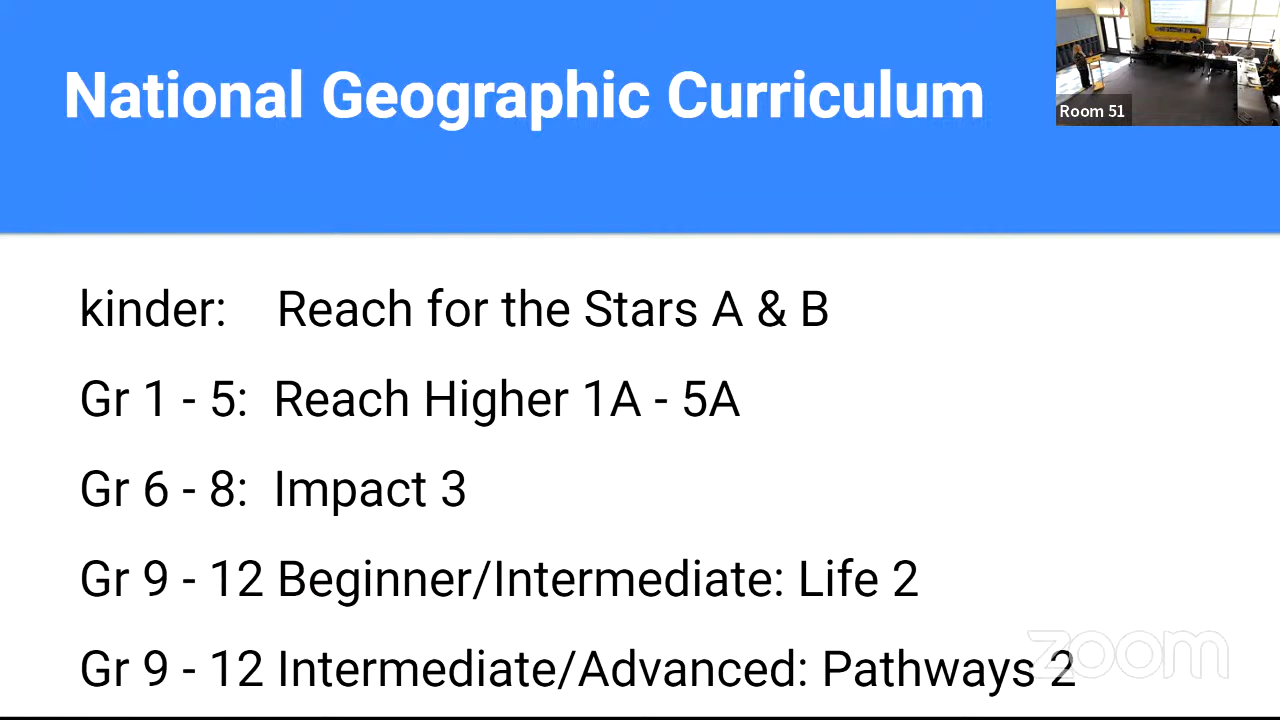 National Geographic Curriculum
Room 51
kinder: Reach for the Stars A & B
Gr 1 - 5: Reach Higher 1A - 5A
Gr 6 - 8: Impact 3
Gr 9 - 12 Beginner/Intermediate: Life 2
Gr 9 - 12 Intermediate/Advanced: Pathways 2
zoom